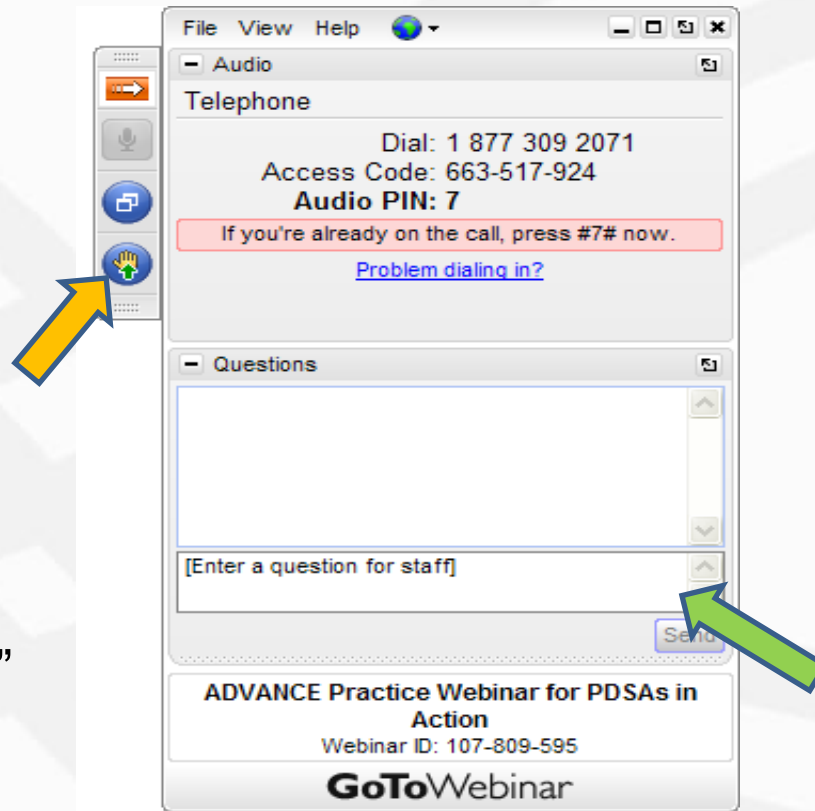 File View Help
Audio
Telephone
Dial: 1 877 309 2071
Access Code: 663-517-924
Audio PIN: 7
If you're already on the call, press #7# now.
Problem dialing in?
Questions
[Enter a question for staff]
Send
”
ADVANCE Practice Webinar for PDSAs in
Action
Webinar ID: 107-809-595
GoToWebinar